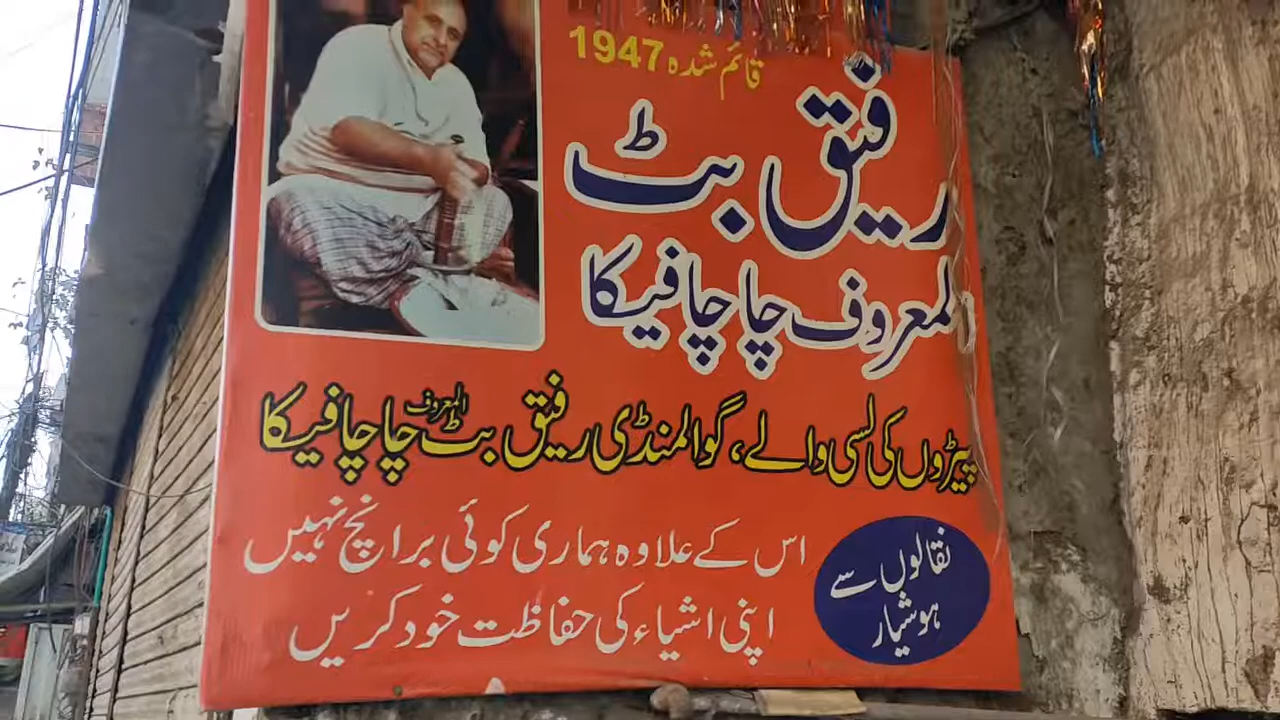 قائم شدہ 1947
رفیق بٹ
المعروف چاچا فیکا
پیڑوں کی لسی والے، گوالمنڈی رفیق بٹ المعروف چاچا فیکا
اس کے علاوہ ہماری کوئی برانچ نہیں
اپنی اشیاء کی حفاظت خود کریں
نقالوں سے
ہوشیار